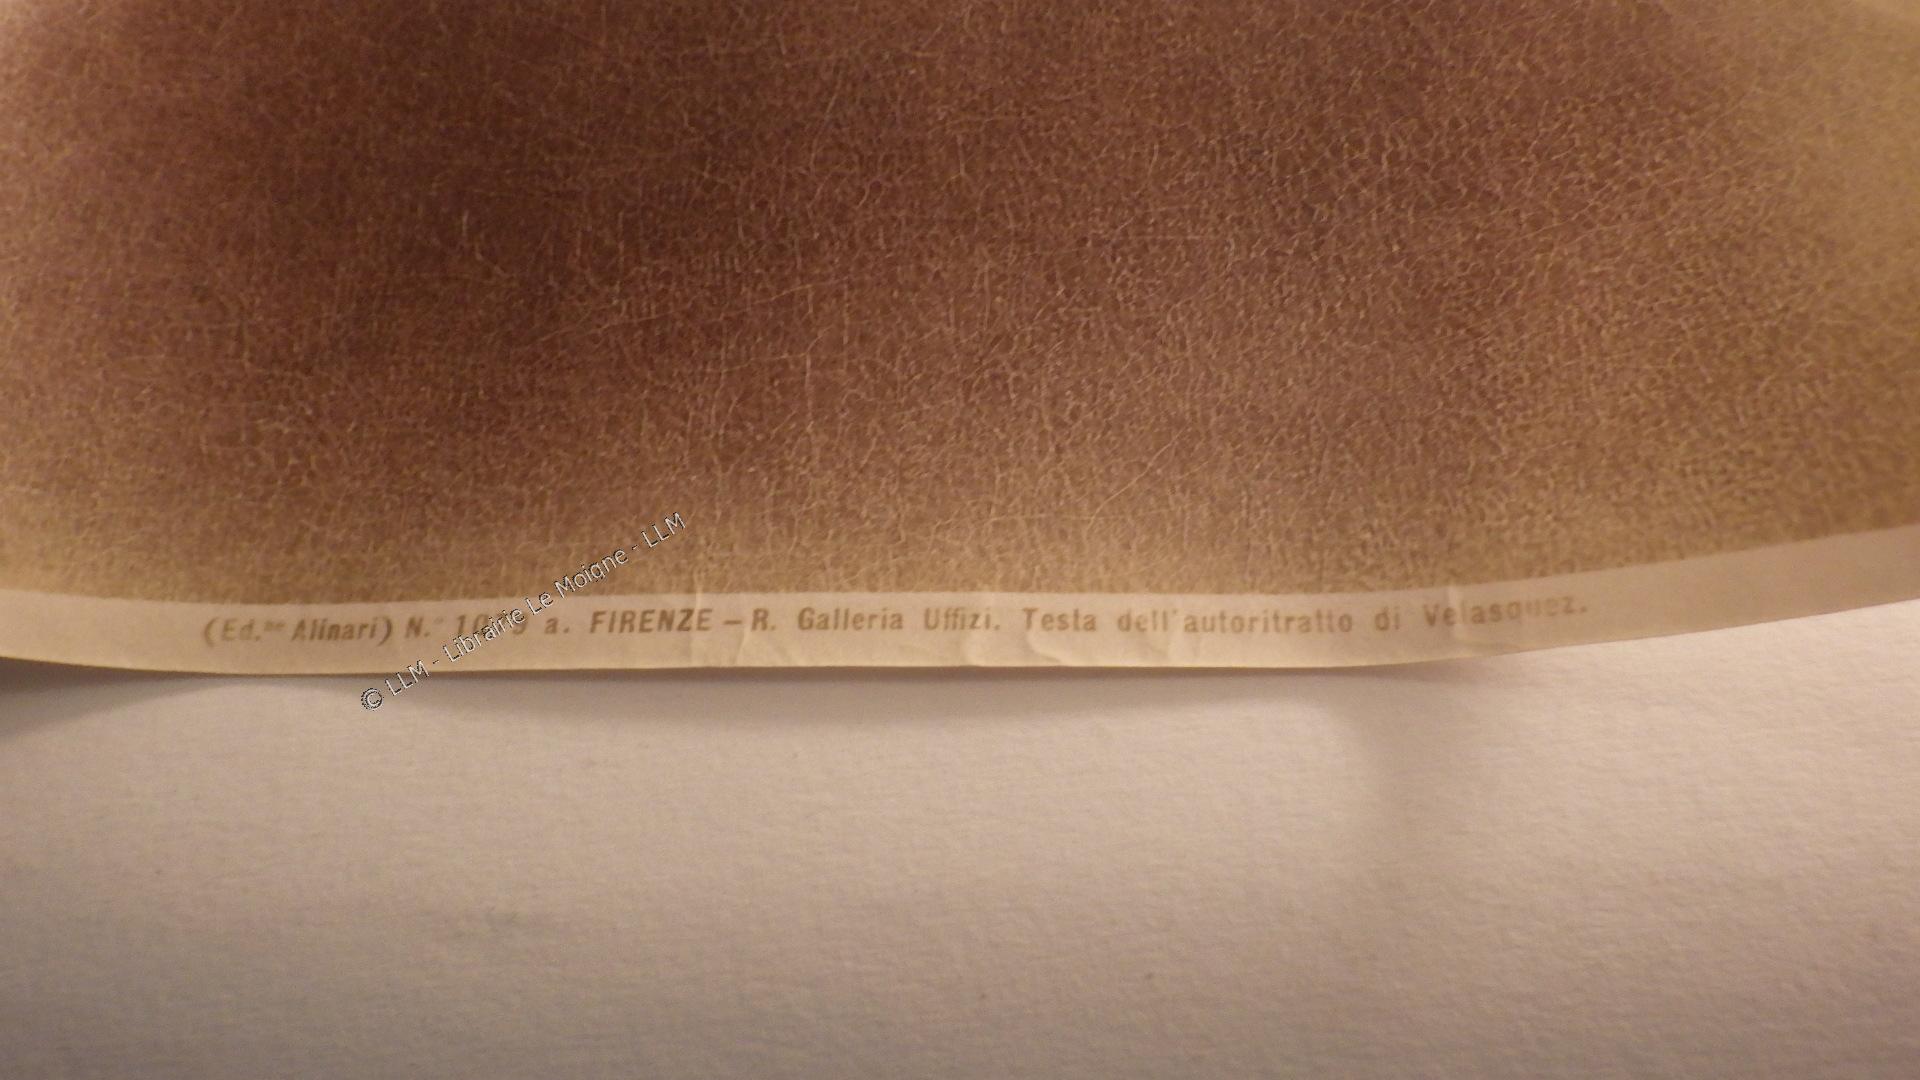 (Ed.ne Alinari) N.° a. FIRENZE – R. Galleria Uffizi. Testa dell'autoritratto di Velasquez.
© LLM - Librairie Le Moigne - LLM